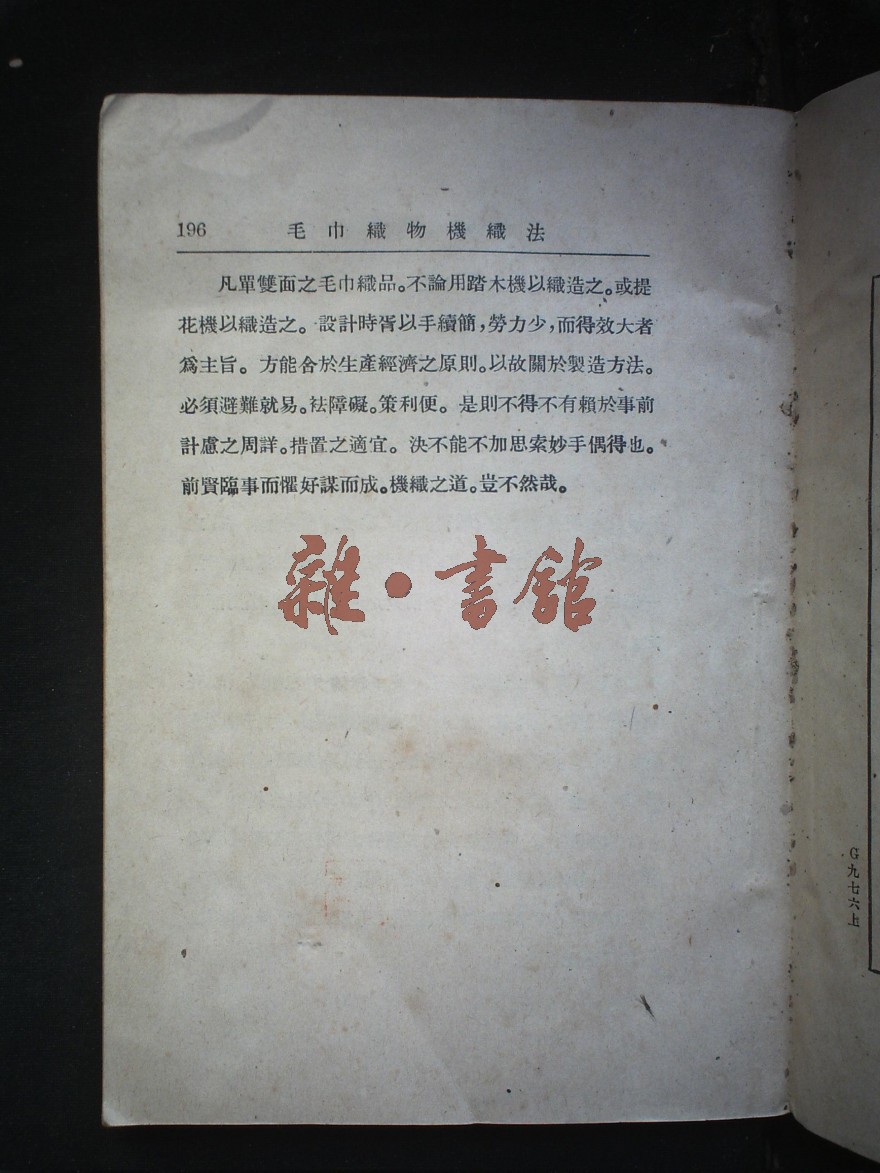 196 毛巾織物機織法
凡單雙面之毛巾織品。不論用踏木機以織造之。或提
花機以織造之。設計時胥以手續簡,勞力少,而得效大者
爲主旨。方能合於生產經濟之原則。以故關於製造方法。
必須避難就易。袪障礙。策利便。是則不得不有賴於事前
計慮之周詳。措置之適宜。決不能不加思索妙手偶得也。
前賢臨事而懼好謀而成。機織之道。豈不然哉。
雜·書館
G九七六上